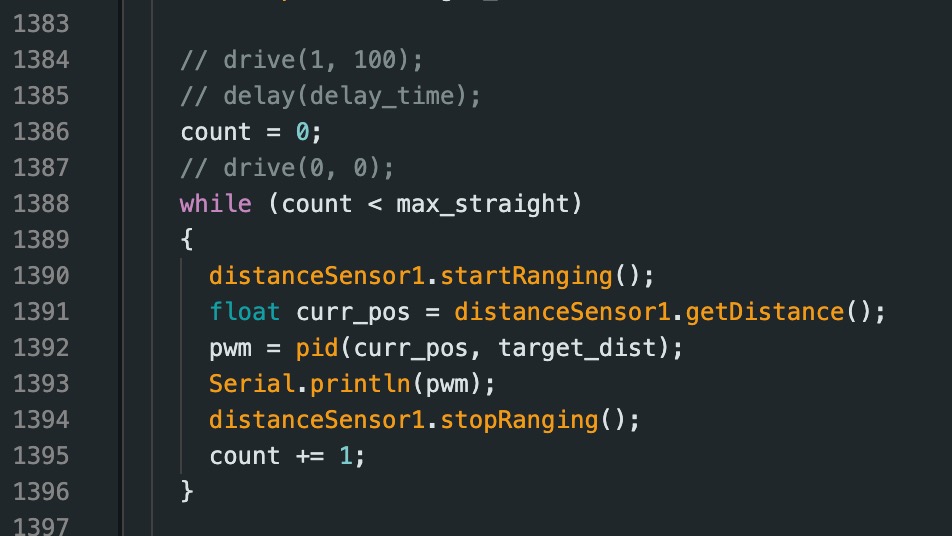 1383
1384 // drive(1, 100);
1385 // delay(delay_time);
1386 count = 0;
1387 // drive(0, 0);
1388 while (count < max_straight)
1389 {
1390 distanceSensor1.startRanging();
1391 float curr_pos = distanceSensor1.getDistance();
1392 pwm = pid(curr_pos, target_dist);
1393 Serial.println(pwm);
1394 distanceSensor1.stopRanging();
1395 count += 1;
1396 }
1397